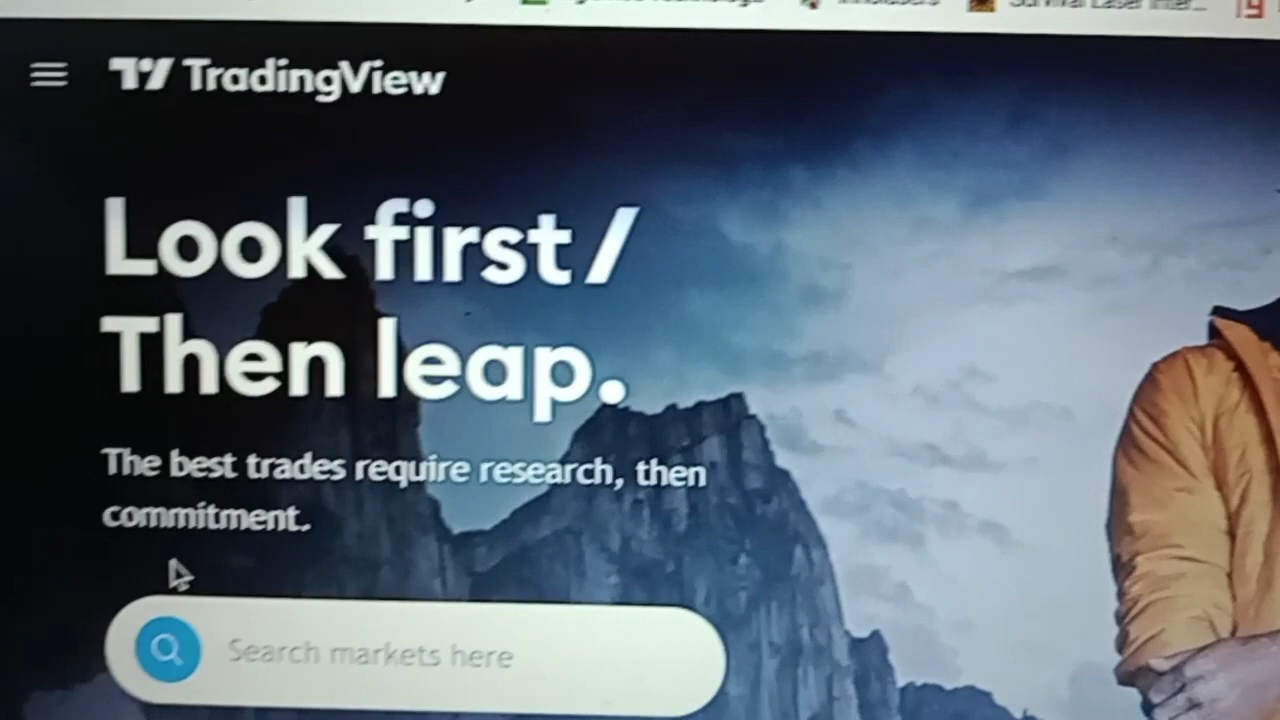 TradingView
Look first /
Then leap.
The best trades require research, then
commitment.
Search markets here